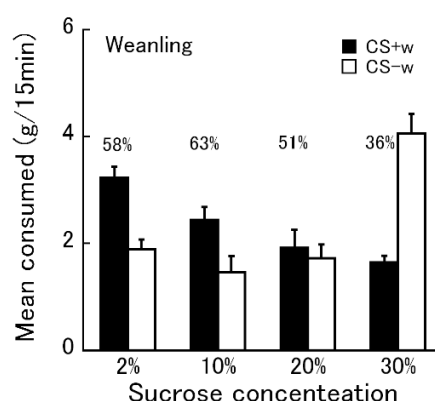 6
Weanling
CS+w
CS-w
58% 63% 51% 36%
4
2
0
Mean consumed (g/15min)
2% 10% 20% 30%
Sucrose concenteation